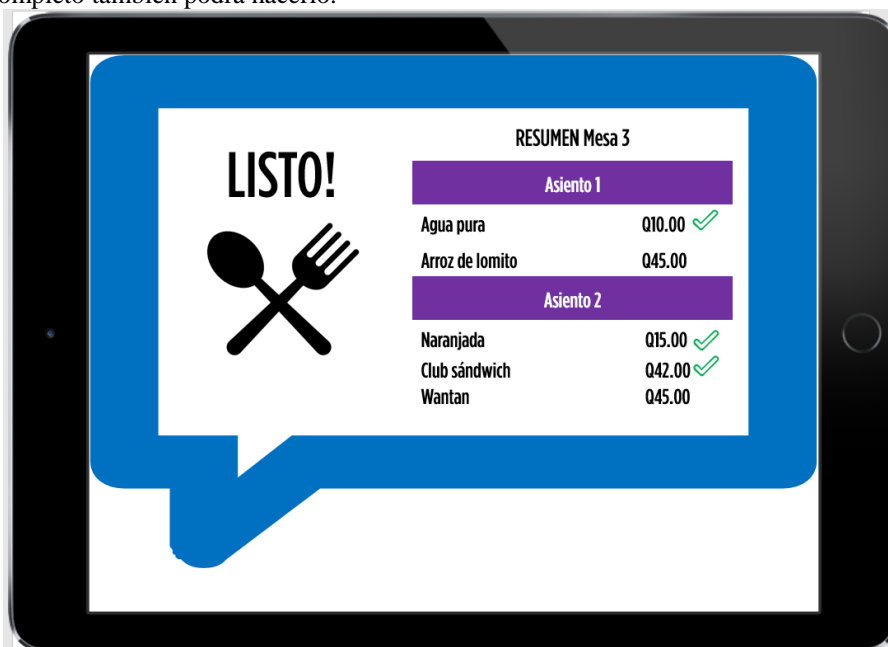 completo también podrá hacerlo.
LISTO!
RESUMEN Mesa 3
Asiento 1
Agua pura Q10.00
Arroz de lomito Q45.00
Asiento 2
Naranjada Q15.00
Club sándwich Q42.00
Wantan Q45.00